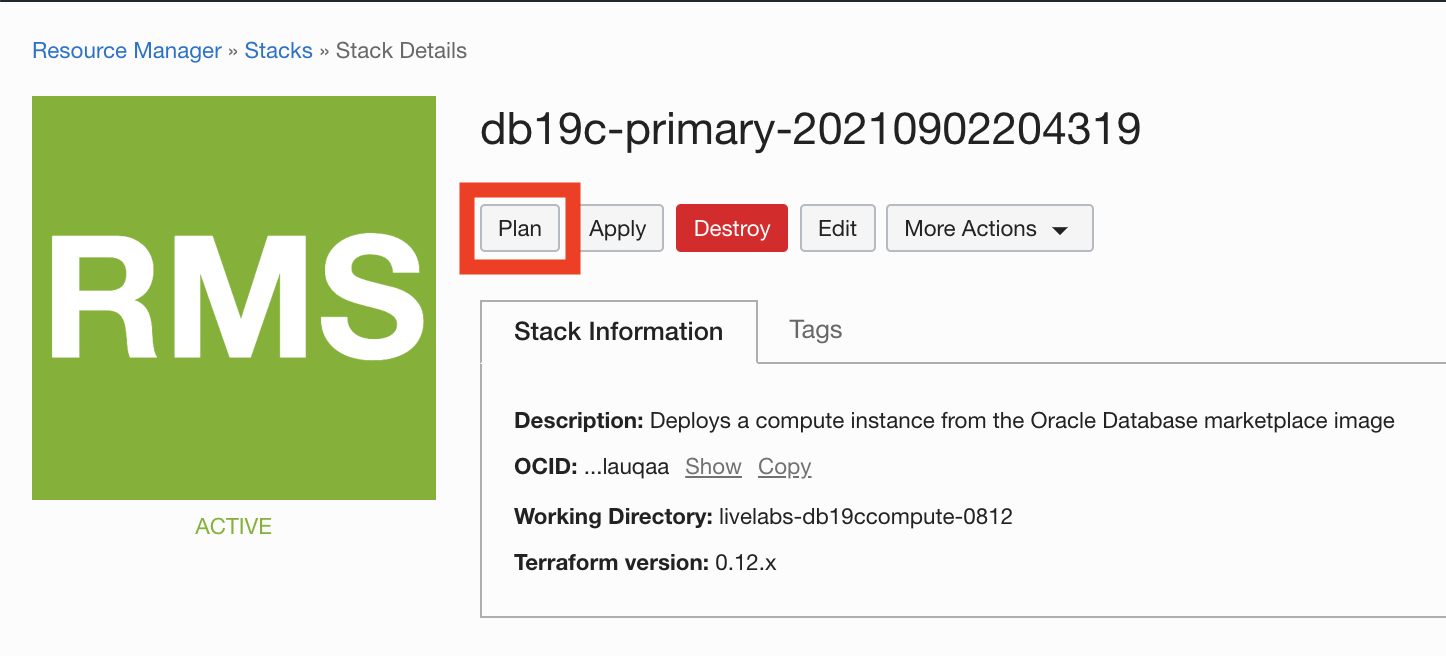 Resource Manager » Stacks » Stack Details
RMS
ACTIVE
db19c-primary-20210902204319
Plan Apply Destroy Edit More Actions
Stack Information Tags
Description: Deploys a compute instance from the Oracle Database marketplace image
OCID: ...lauqaa Show Copy
Working Directory: livelabs-db19ccompute-0812
Terraform version: 0.12.x